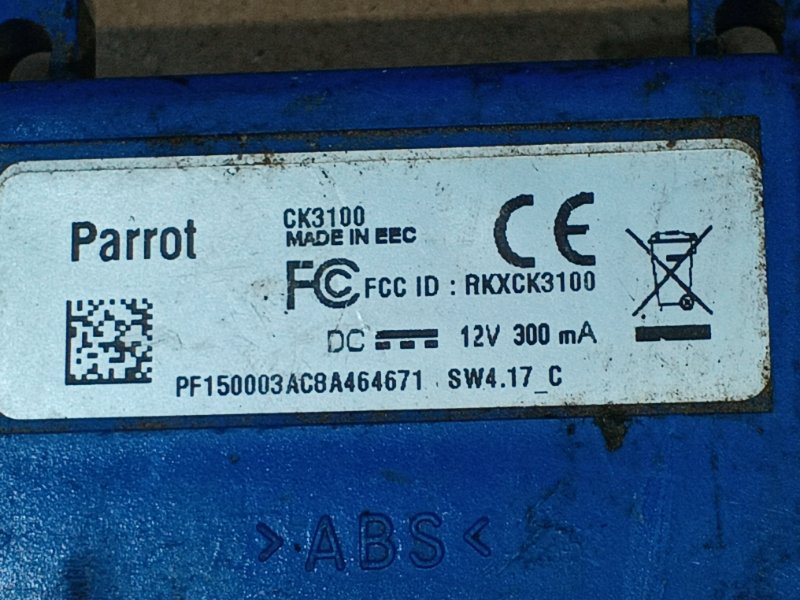 Parrot
CK3100
MADE IN EEC
CE
FC FCC ID : RKXCK3100
DC 12V 300 mA
PF150003AC8A464671 SW4.17_C
>ABS<